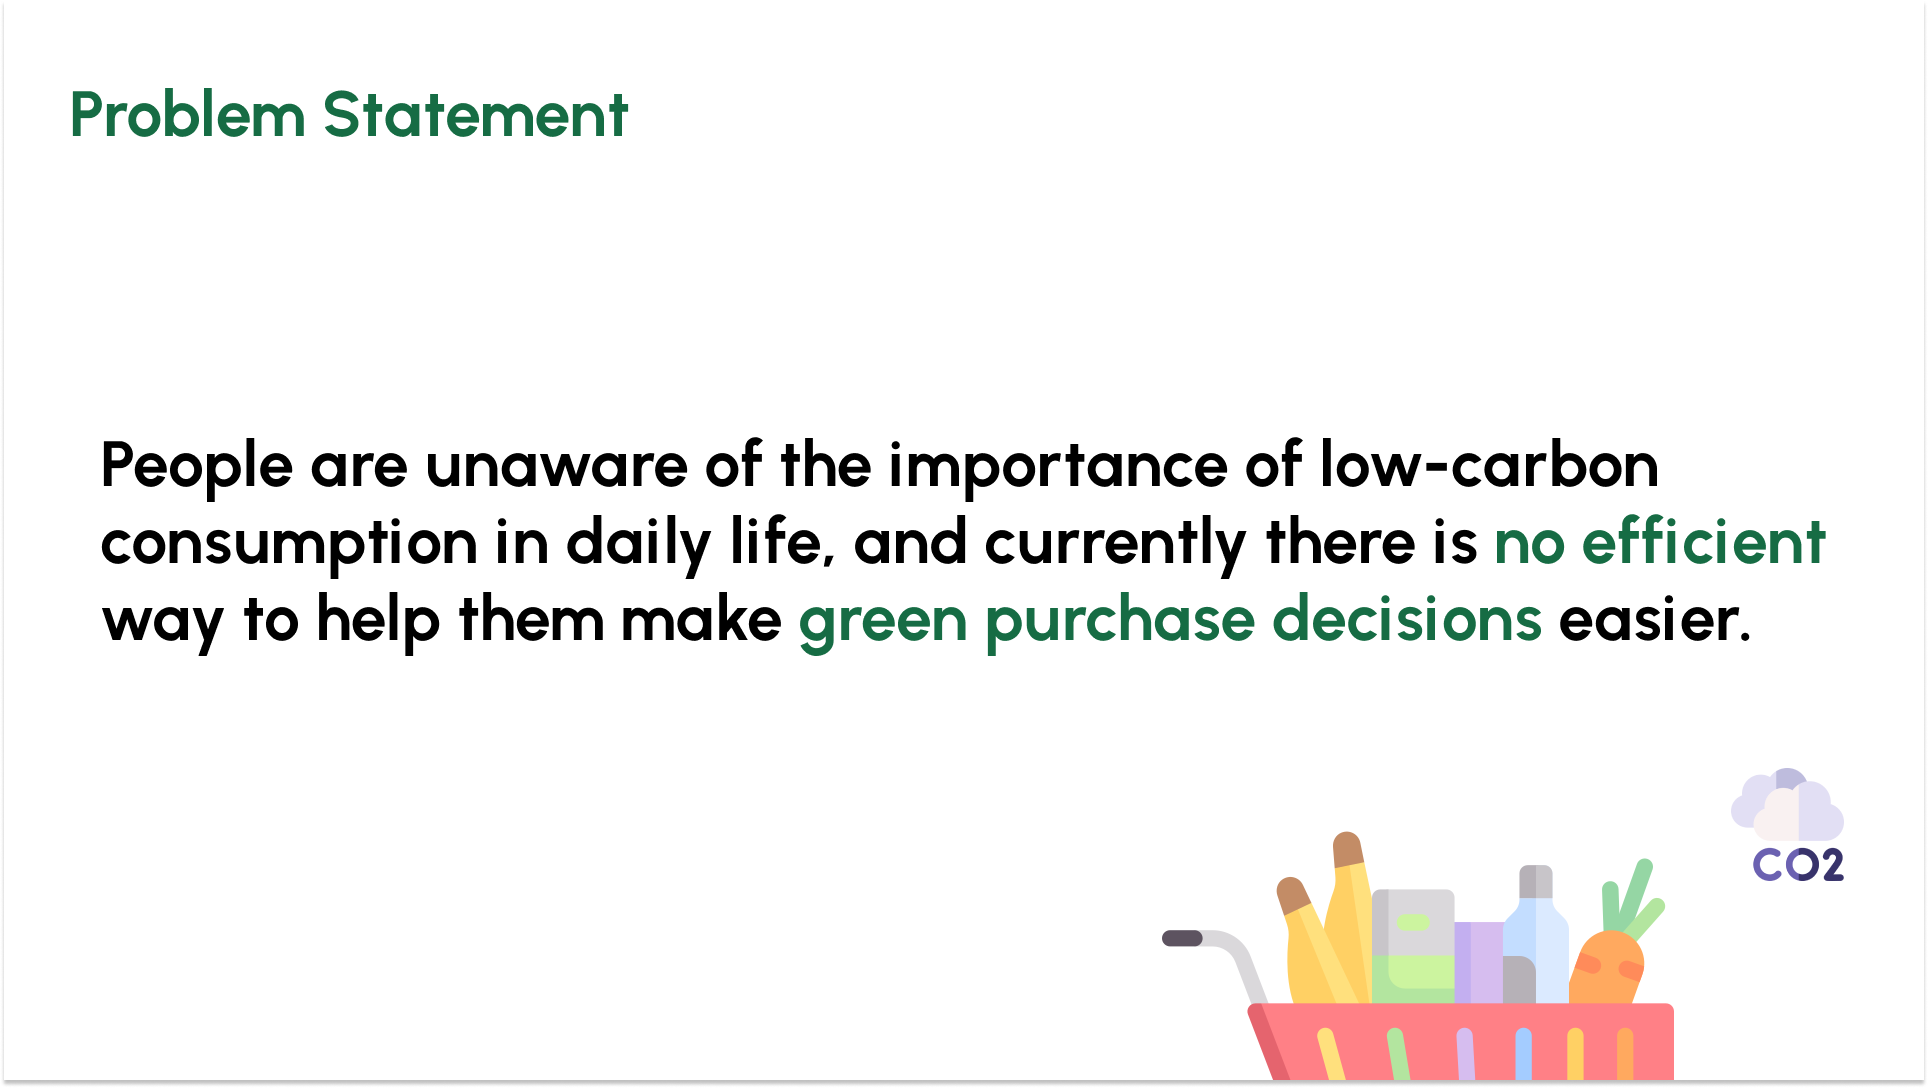 Problem Statement
People are unaware of the importance of low-carbon
consumption in daily life, and currently there is no efficient
way to help them make green purchase decisions easier.
CO2